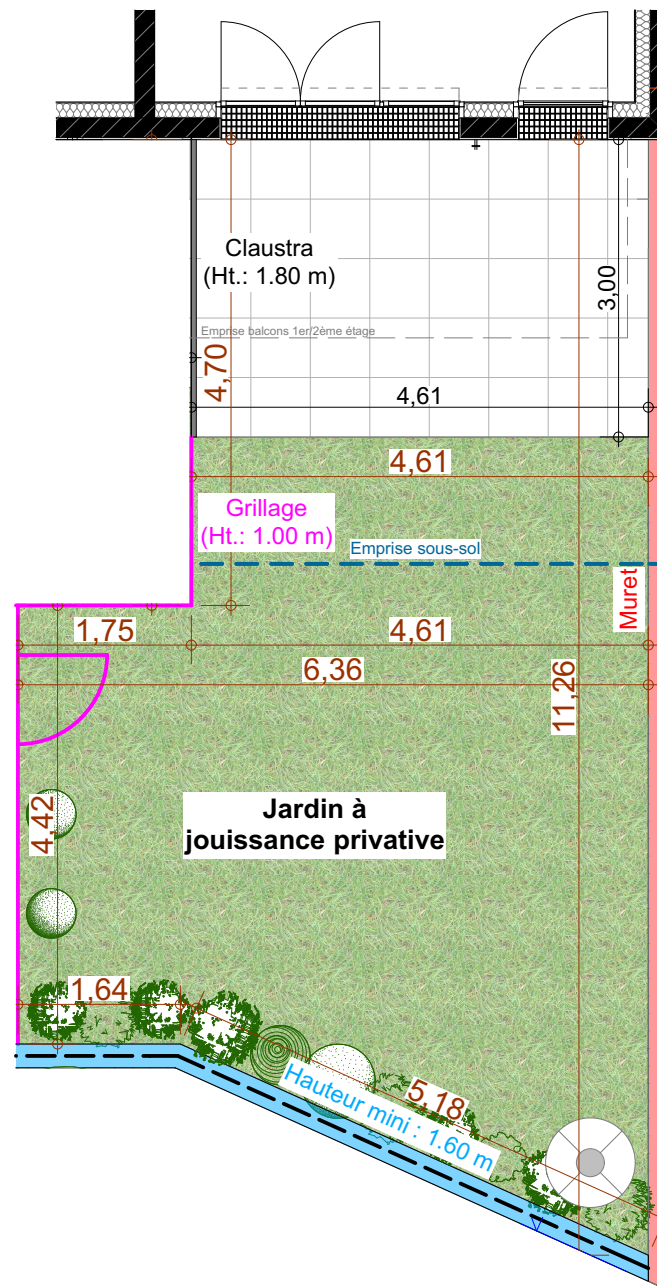 Claustra
(Ht.: 1.80 m)
3,00
Emprise balcons 1er/2ème étage
4,70
4,61
4,61
Grillage
(Ht.: 1.00 m)
Emprise sous-sol
Muret
1,75
4,61
6,36
11,26
4,42
Jardin à
jouissance privative
1,64
5,18
Hauteur mini : 1.60 m